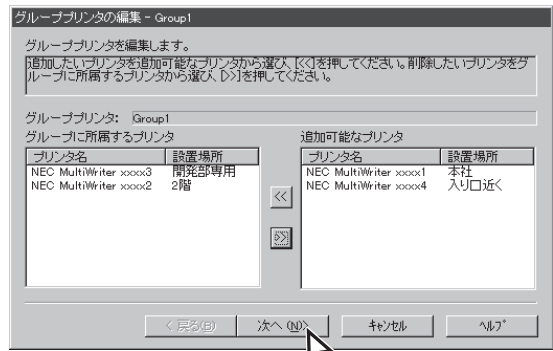 グループプリンタの編集 - Group1
グループプリンタを編集します。
追加したいプリンタを追加可能なプリンタから選び、[<<]を押してください。削除したいプリンタをグ
ループに所属するプリンタから選び、[>>]を押してください。
グループプリンタ: Group1
グループに所属するプリンタ
プリンタ名 設置場所
NEC MultiWriter xxxx3 開発部専用
NEC MultiWriter xxxx2 2階
<<
>>
追加可能なプリンタ
プリンタ名 設置場所
NEC MultiWriter xxxx1 本社
NEC MultiWriter xxxx4 入り口近く
< 戻る(B) 次へ (N)> キャンセル ヘルプ